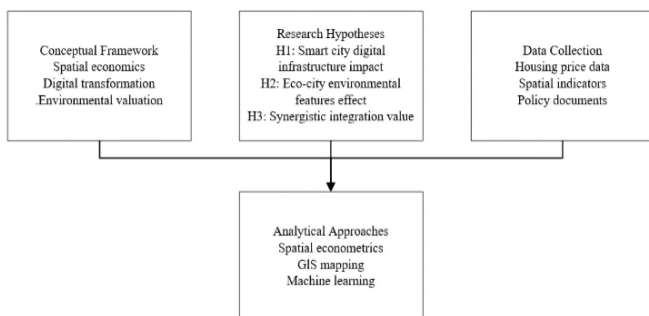 Conceptual Framework
Spatial economics
Digital transformation
.Environmental valuation
Research Hypotheses
H1: Smart city digital
infrastructure impact
H2: Eco-city environmental
features effect
H3: Synergistic integration value
Data Collection
Housing price data
Spatial indicators
Policy documents
Analytical Approaches
Spatial econometrics
GlS mapping
Machine learning